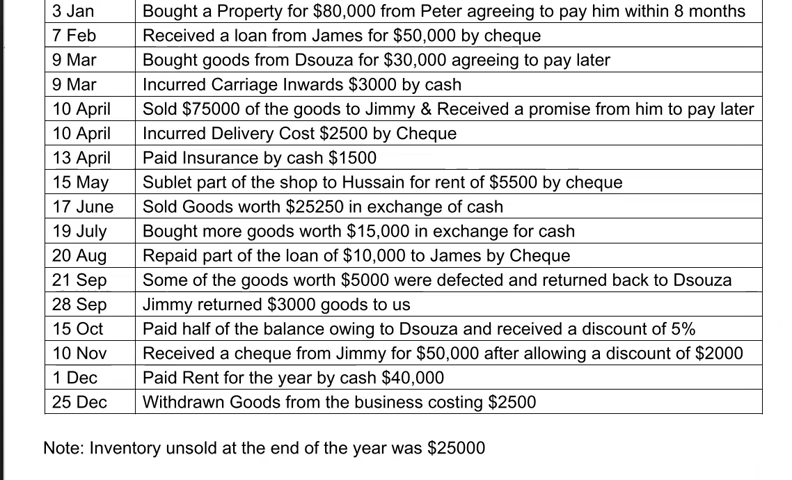 3 Jan Bought a Property for $80,000 from Peter agreeing to pay him within 8 months
7 Feb Received a loan from James for $50,000 by cheque
9 Mar Bought goods from Dsouza for $30,000 agreeing to pay later
9 Mar Incurred Carriage Inwards $3000 by cash
10 April Sold $75000 of the goods to Jimmy & Received a promise from him to pay later
10 April Incurred Delivery Cost $2500 by Cheque
13 April Paid Insurance by cash $1500
15 May Sublet part of the shop to Hussain for rent of $5500 by cheque
17 June Sold Goods worth $25250 in exchange of cash
19 July Bought more goods worth $15,000 in exchange for cash
20 Aug Repaid part of the loan of $10,000 to James by Cheque
21 Sep Some of the goods worth $5000 were defected and returned back to Dsouza
28 Sep Jimmy returned $3000 goods to us
15 Oct Paid half of the balance owing to Dsouza and received a discount of 5%
10 Nov Received a cheque from Jimmy for $50,000 after allowing a discount of $2000
1 Dec Paid Rent for the year by cash $40,000
25 Dec Withdrawn Goods from the business costing $2500
Note: Inventory unsold at the end of the year was $25000